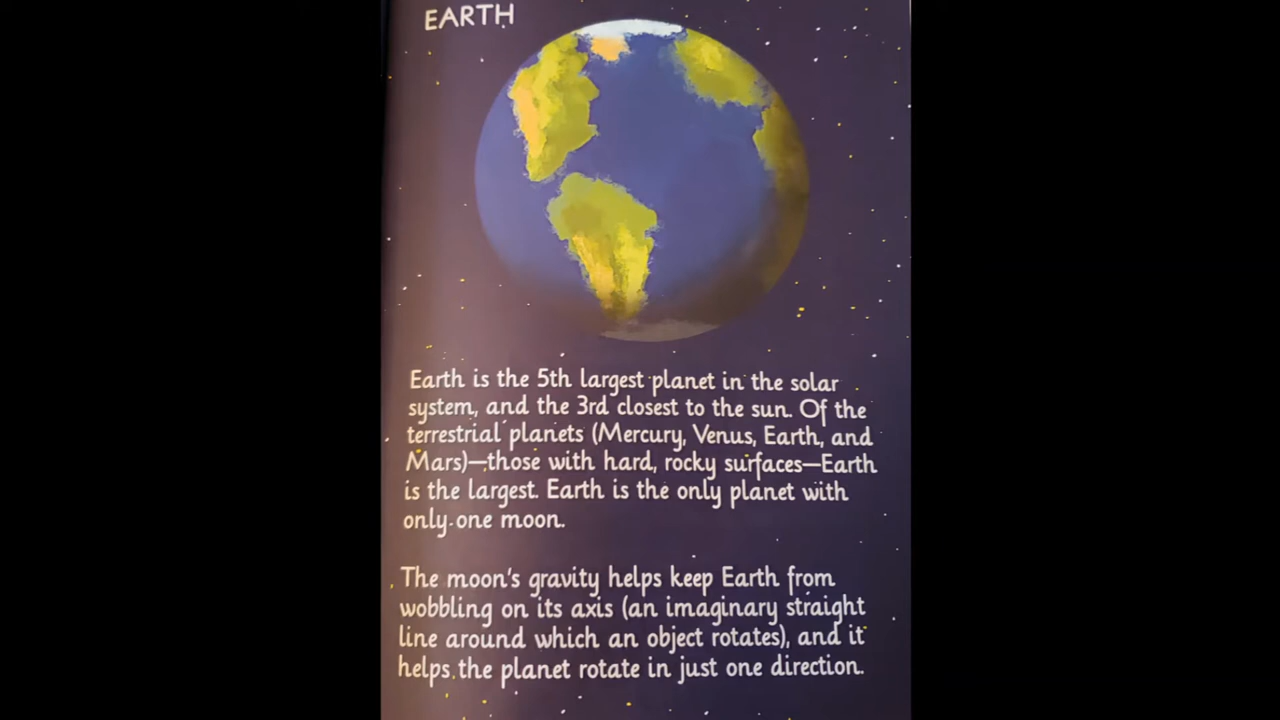 EARTH
Earth is the 5th largest planet in the solar
system, and the 3rd closest to the sun. Of the
terrestrial planets (Mercury, Venus, Earth, and
Mars)—those with hard, rocky surfaces—Earth
is the largest. Earth is the only planet with
only one moon.
The moon's gravity helps keep Earth from
wobbling on its axis (an imaginary straight
line around which an object rotates), and it
helps the planet rotate in just one direction.